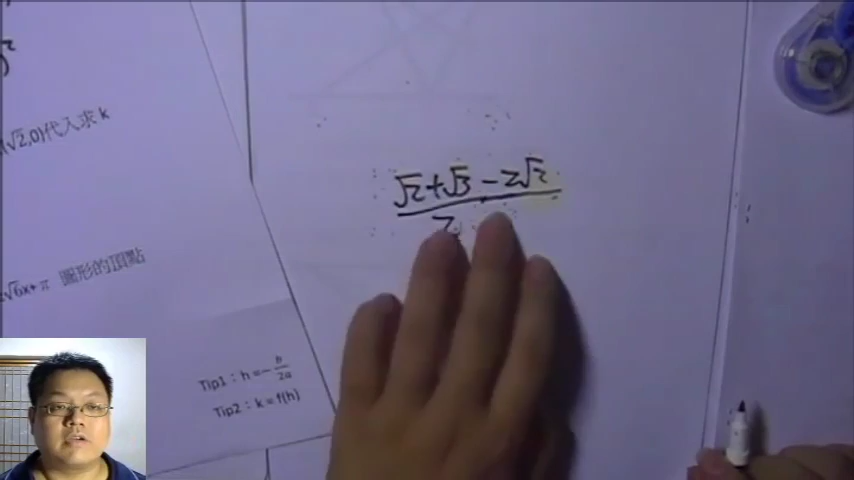 (√2,0)代入求 k
√6x+π 圖形的頂點
√2+√3-2√2
2
Tip1：h=-b/2a
Tip2：k=f(h)